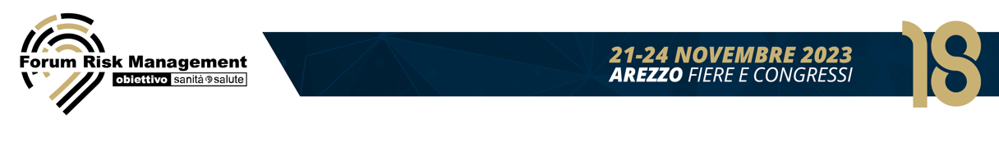 Forum Risk Management
obiettivo sanità salute
21-24 NOVEMBRE 2023
AREZZO FIERE E CONGRESSI
18